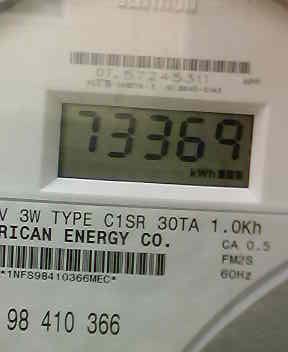 73369
kWh
V 3W TYPE C1SR 30TA 1.0Kh
RICAN ENERGY CO.
CA 0.5
FM2S
60Hz
*1NFS98410366MEC*
98 410 366